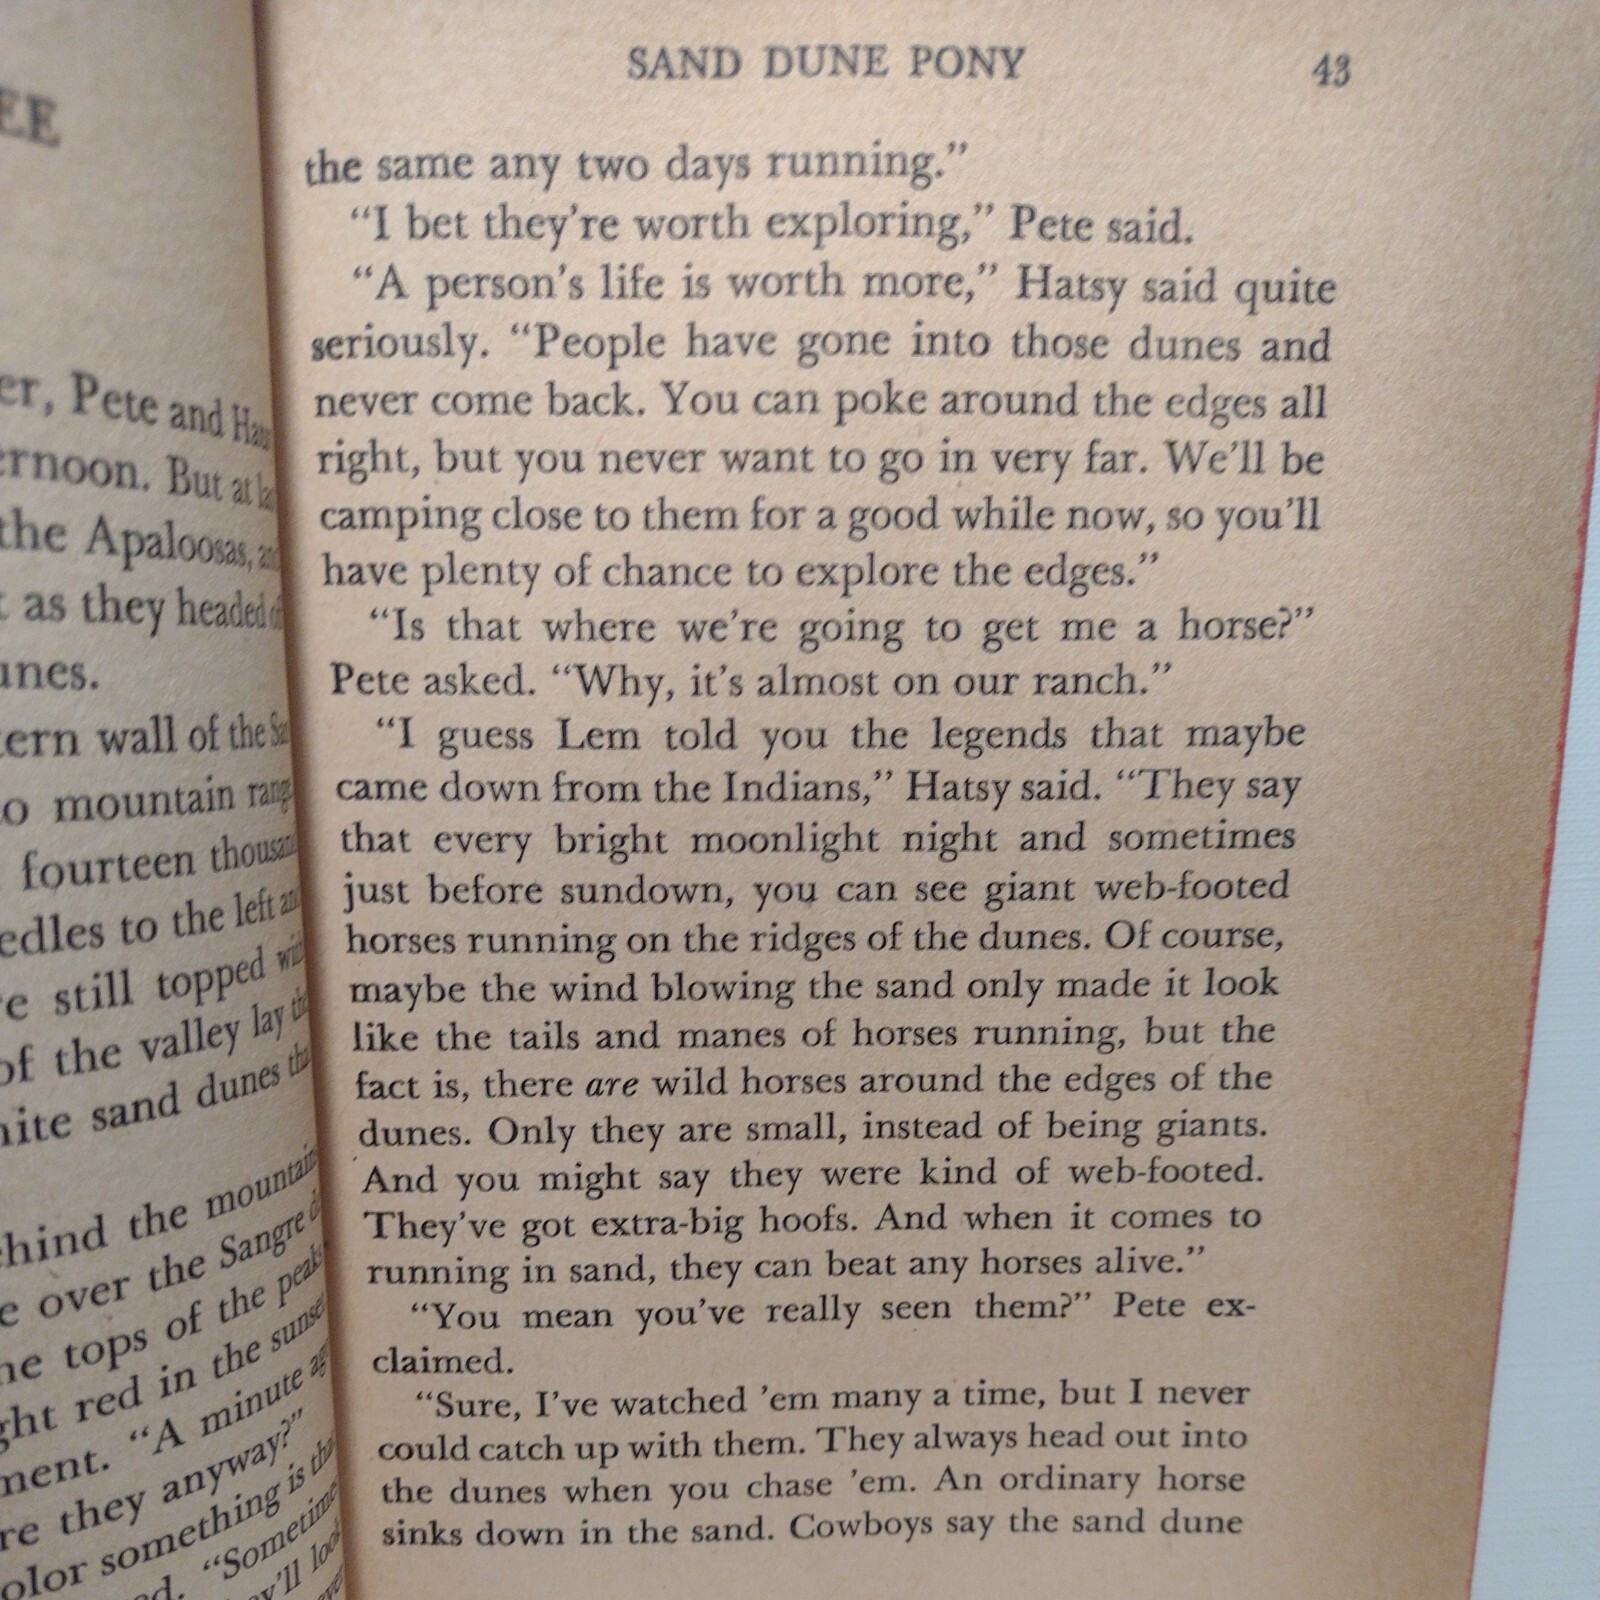 EE
er, Pete and
ernoon. But at
the Apaloosas,
as they headed
unes.
tern wall of the
o mountain
fourteen
edles to the left
e still topped
of the valley lay
ite sand dunes
hind the
e over the Sangre
he tops of the
ght red in the
ment. “A minute
re they anyway?”
olor something is
ed. “Sometime
ey'll
SAND DUNE PONY 43
the same any two days running.”
“I bet they're worth exploring,” Pete said.
“A person's life is worth more,” Hatsy said quite
seriously. “People have gone into those dunes and
never come back. You can poke around the edges all
right, but you never want to go in very far. We'll be
camping close to them for a good while now, so you'll
have plenty of chance to explore the edges.”
“Is that where we're going to get me a horse?”
Pete asked. “Why, it's almost on our ranch.”
“I guess Lem told you the legends that maybe
came down from the Indians,” Hatsy said. “They say
that every bright moonlight night and sometimes
just before sundown, you can see giant web-footed
horses running on the ridges of the dunes. Of course,
maybe the wind blowing the sand only made it look
like the tails and manes of horses running, but the
fact is, there are wild horses around the edges of the
dunes. Only they are small, instead of being giants.
And you might say they were kind of web-footed.
They've got extra-big hoofs. And when it comes to
running in sand, they can beat any horses alive.”
“You mean you've really seen them?” Pete ex-
claimed.
“Sure, I've watched 'em many a time, but I never
could catch up with them. They always head out into
the dunes when you chase 'em. An ordinary horse
sinks down in the sand. Cowboys say the sand dune